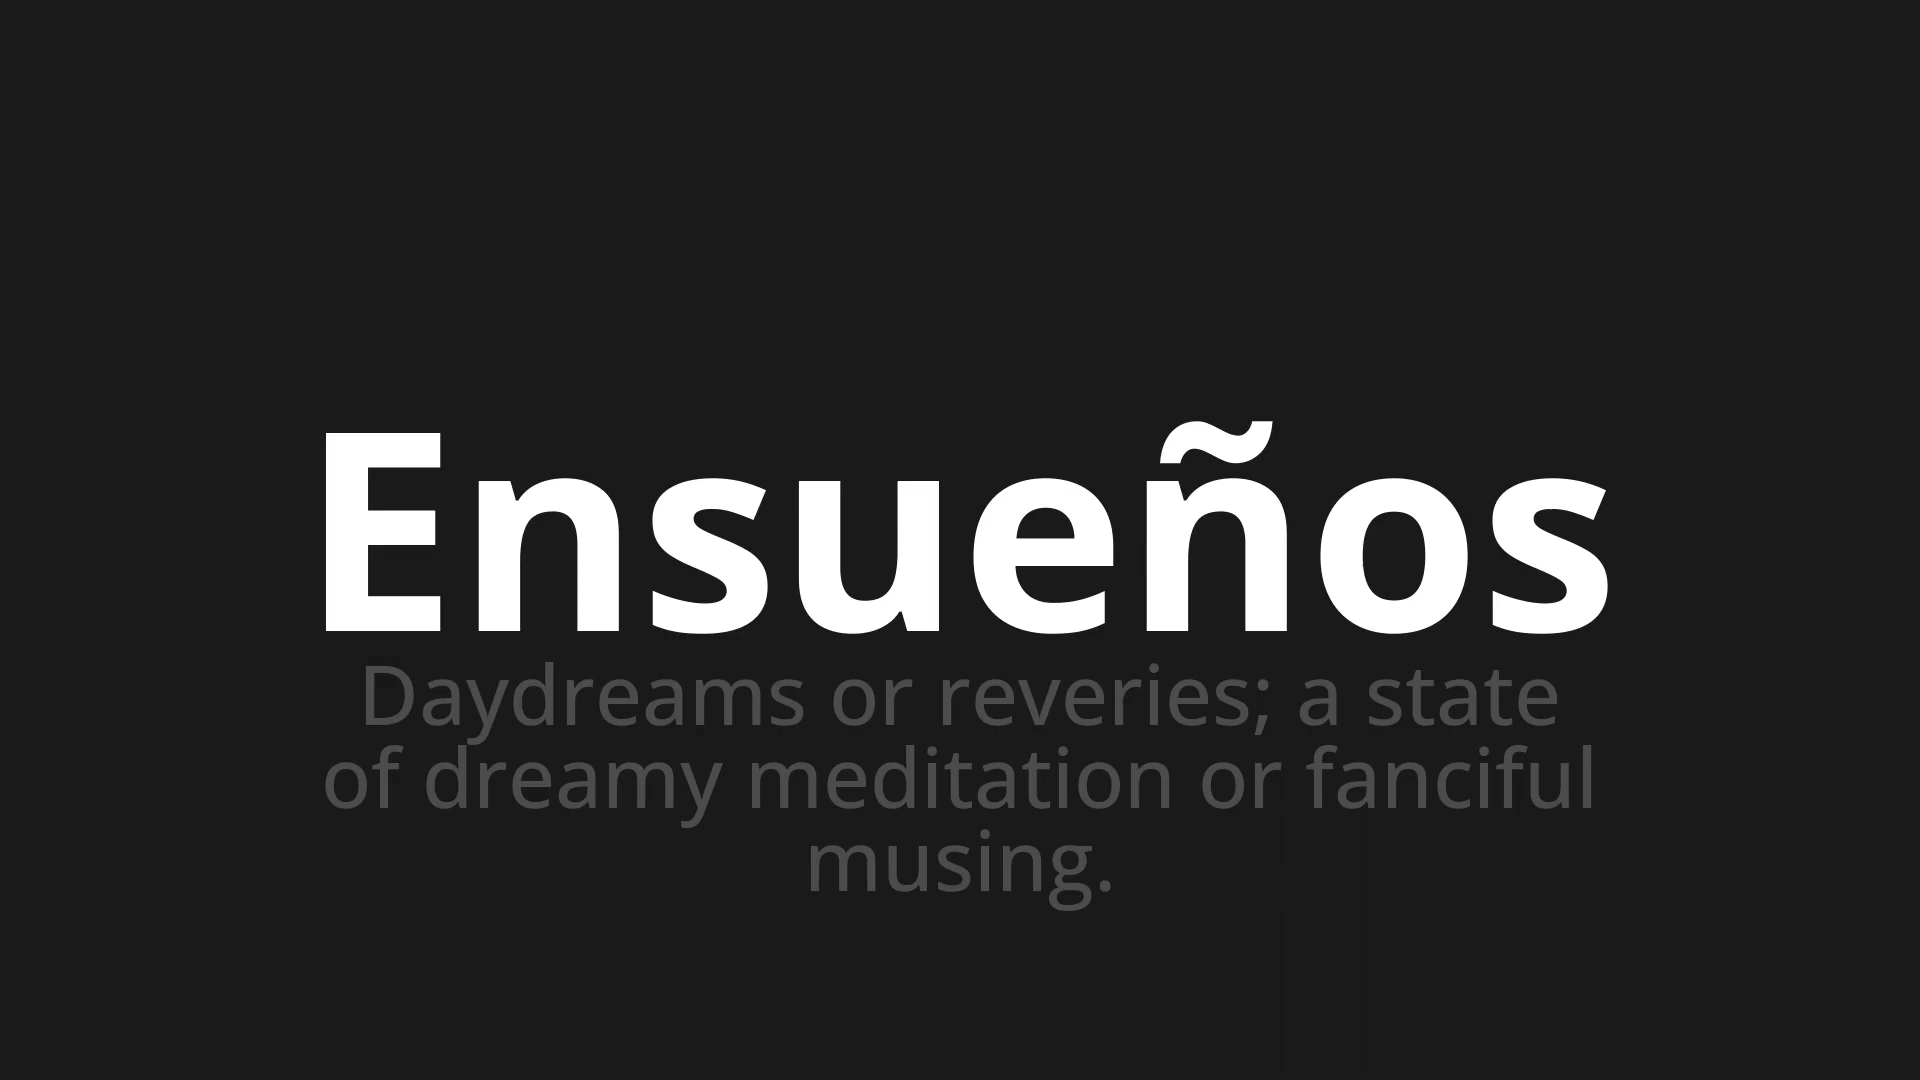 Ensueños
Daydreams or reveries; a state
of dreamy meditation or fanciful
musing.